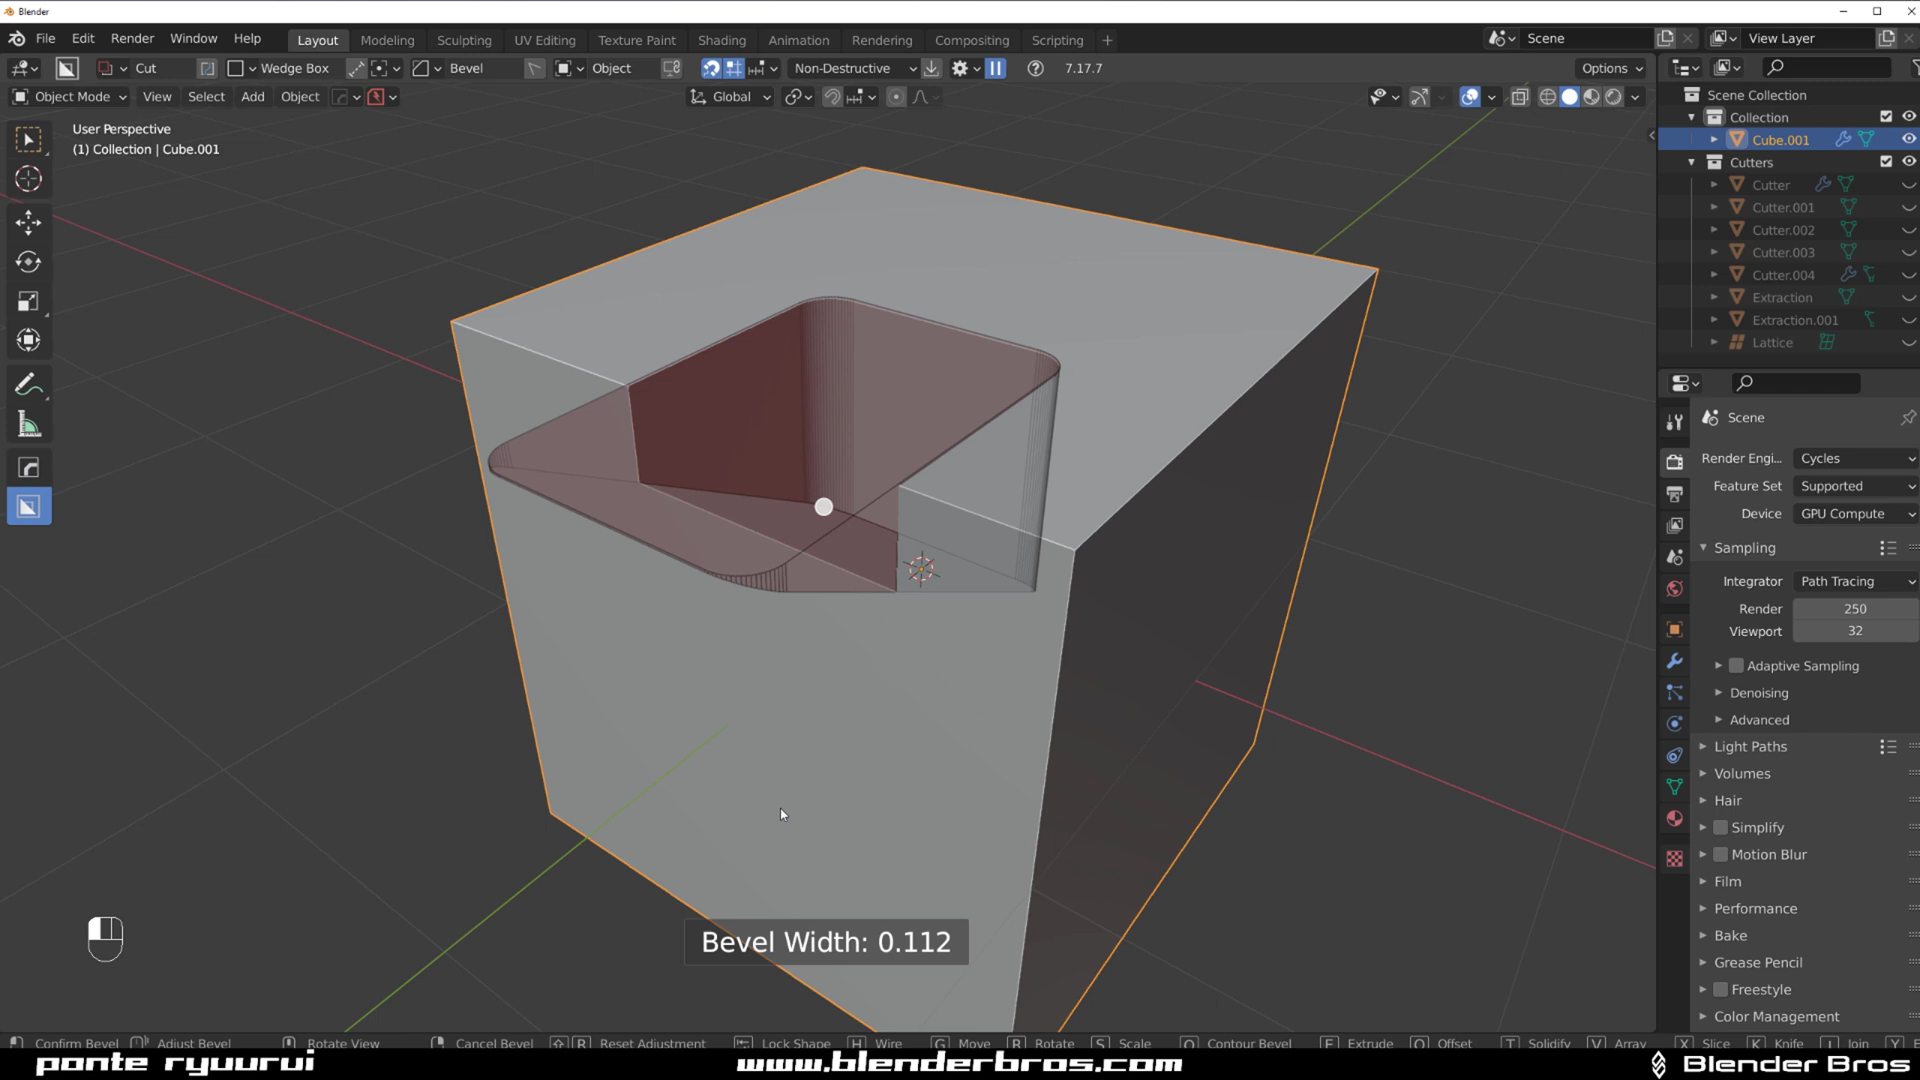 Blender
File Edit Render Window Help Layout Modeling Sculpting UV Editing Texture Paint Shading Animation Rendering Compositing Scripting + Scene View Layer
Cut Wedge Box Bevel Object Non-Destructive 7.17.7 Options
Object Mode View Select Add Object Global
User Perspective
(1) Collection | Cube.001
Scene Collection
Collection
Cube.001
Cutters
Cutter
Cutter.001
Cutter.002
Cutter.003
Cutter.004
Extraction
Extraction.001
Lattice
Scene
Render Engi... Cycles
Feature Set Supported
Device GPU Compute
Sampling
Integrator Path Tracing
Render 250
Viewport 32
Adaptive Sampling
Denoising
Advanced
Light Paths
Volumes
Hair
Simplify
Motion Blur
Film
Performance
Bake
Grease Pencil
Freestyle
Color Management
Bevel Width: 0.112
Confirm Bevel Adjust Bevel Rotate View Cancel Bevel R Reset Adjustment Lock Shape H Wire G Move R Rotate S Scale Q Contour Bevel E Extrude O Offset T Solidify V Array X Slice K Knife J Join Y
ponte ryuurui www.blenderbros.com Blender Bros